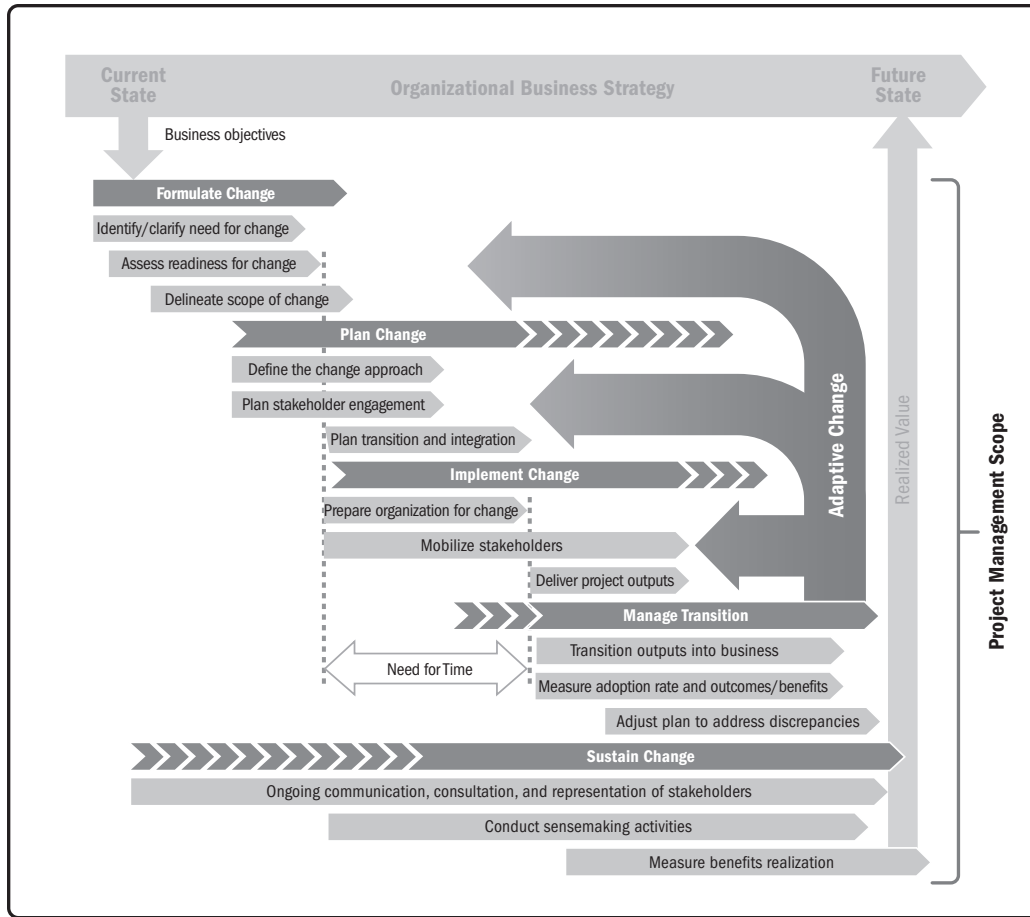 Current
State
Organizational Business Strategy
Future
State
Business objectives
Formulate Change
Identify/clarify need for change
Assess readiness for change
Delineate scope of change
Plan Change
Define the change approach
Plan stakeholder engagement
Plan transition and integration
Implement Change
Prepare organization for change
Mobilize stakeholders
Deliver project outputs
Manage Transition
Need for Time
Transition outputs into business
Measure adoption rate and outcomes/benefits
Adjust plan to address discrepancies
Sustain Change
Ongoing communication, consultation, and representation of stakeholders
Conduct sensemaking activities
Measure benefits realization
Adaptive Change
Realized Value
Project Management Scope